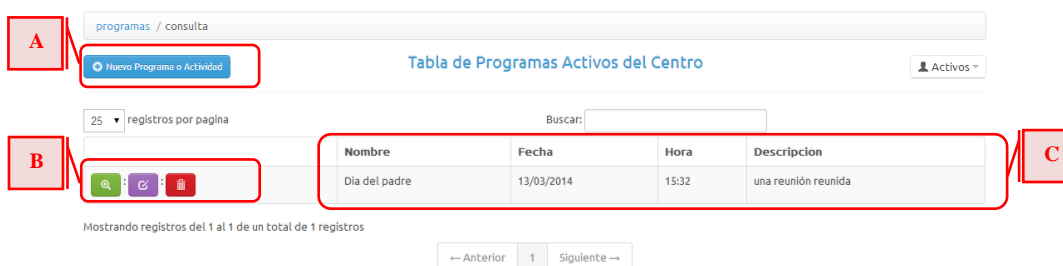 programas / consulta
A
Nuevo Programa o Actividad
Tabla de Programas Activos del Centro
Activos
25 registros por pagina
Buscar:
Nombre Fecha Hora Descripcion
B
C
Dia del padre 13/03/2014 15:32 una reunión reunida
Mostrando registros del 1 al 1 de un total de 1 registros
← Anterior 1 Siguiente →